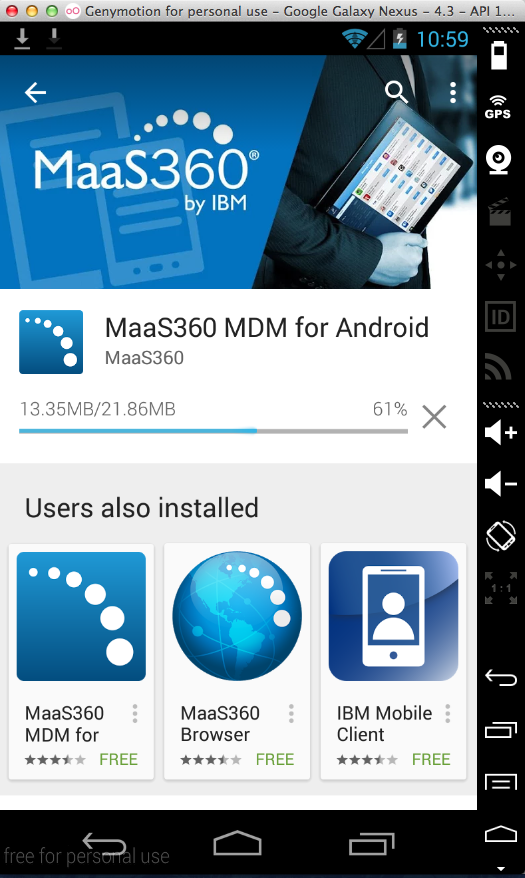 Genymotion for personal use - Google Galaxy Nexus - 4.3 - API 1...
10:59
GPS
MaaS360®
by IBM
ID
MaaS360 MDM for Android
MaaS360
13.35MB/21.86MB 61%
Users also installed
1:1
MaaS360 MDM for
FREE
MaaS360 Browser
FREE
IBM Mobile Client
FREE
free for personal use